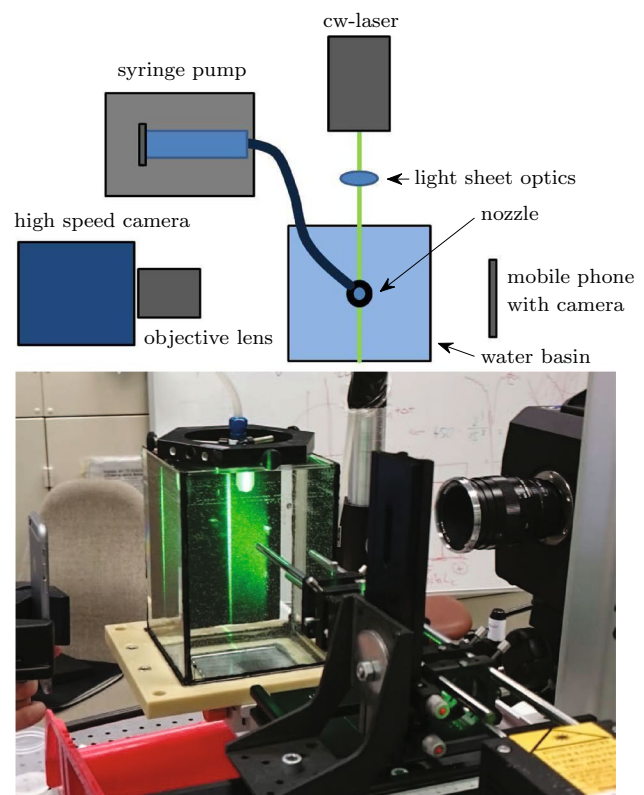 cw-laser
syringe pump
light sheet optics
high speed camera
nozzle
mobile phone
with camera
objective lens
water basin